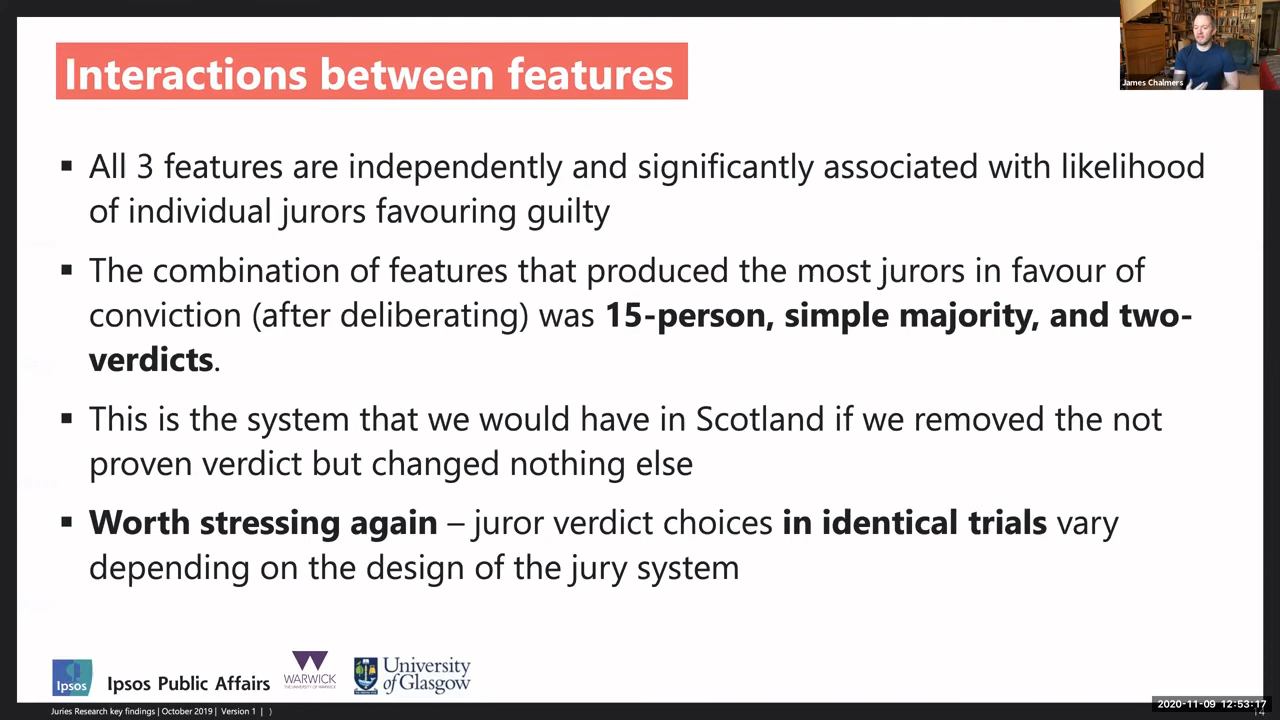 Interactions between features
James Chalmers
▪ All 3 features are independently and significantly associated with likelihood
of individual jurors favouring guilty
▪ The combination of features that produced the most jurors in favour of
conviction (after deliberating) was 15-person, simple majority, and two-
verdicts.
▪ This is the system that we would have in Scotland if we removed the not
proven verdict but changed nothing else
▪ Worth stressing again – juror verdict choices in identical trials vary
depending on the design of the jury system
Ipsos
Ipsos Public Affairs
WARWICK
THE UNIVERSITY OF WARWICK
University
of Glasgow
Juries Research key findings | October 2019 | Version 1 | )
2020-11-09 12:53:17
14